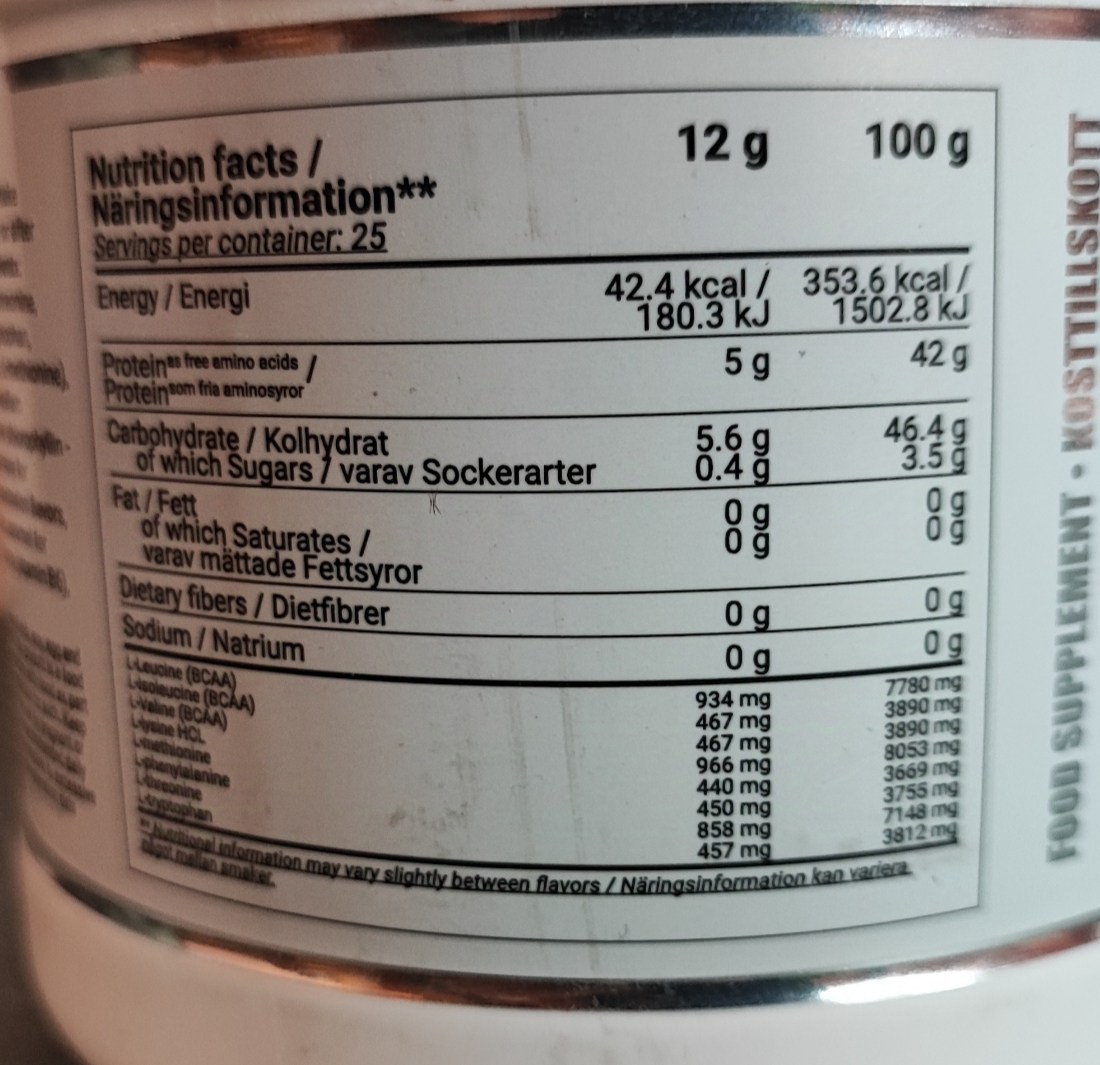 Nutrition facts / 12 g 100 g
Näringsinformation**
Servings per container: 25
Energy / Energi 42.4 kcal / 353.6 kcal /
180.3 kJ 1502.8 kJ
Protein as free amino acids / 5 g 42 g
Protein som fria aminosyror
Carbohydrate / Kolhydrat 5.6 g 46.4 g
of which Sugars / varav Sockerarter 0.4 g 3.5 g
Fat / Fett 0 g 0 g
of which Saturates / 0 g 0 g
varav mättade Fettsyror
Dietary fibers / Dietfibrer 0 g 0 g
Sodium / Natrium 0 g 0 g
L-Leucine (BCAA) 934 mg 7780 mg
L-Isoleucine (BCAA) 467 mg 3890 mg
L-Valine (BCAA) 467 mg 3890 mg
L-lysine HCL 966 mg 8053 mg
L-methionine 440 mg 3669 mg
L-phenylalanine 450 mg 3755 mg
L-threonine 858 mg 7148 mg
L-tryptophan 457 mg 3812 mg
** Nutritional information may vary slightly between flavors / Näringsinformation kan variera
något mellan smaker.
FOOD SUPPLEMENT • KOSTTILLSKOTT